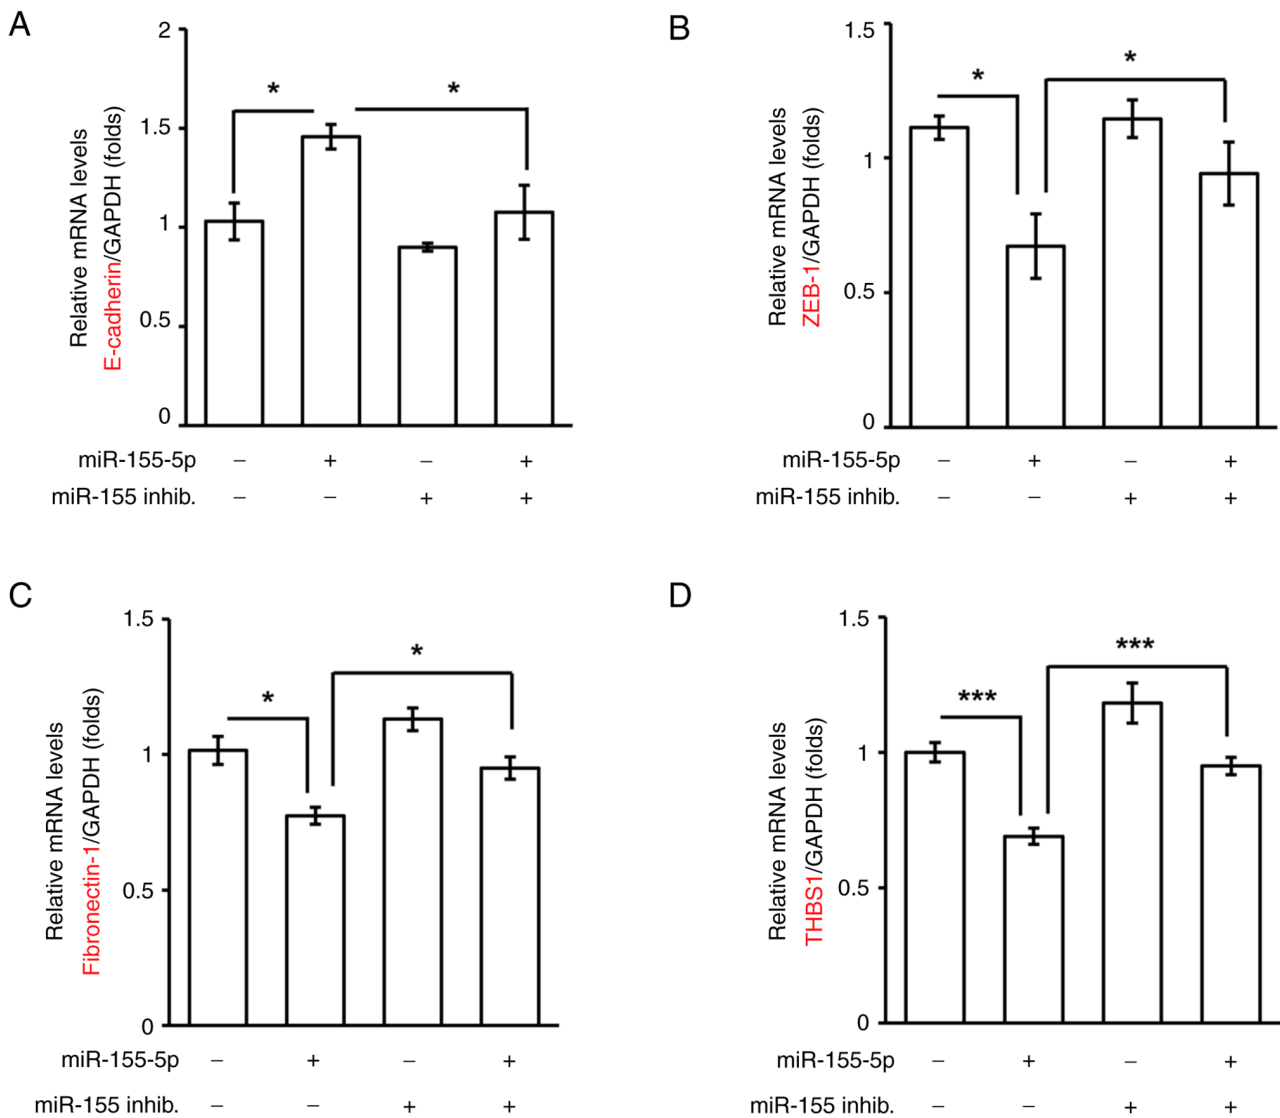 A
2
1.5
1
0.5
0
Relative mRNA levels
E-cadherin/GAPDH (folds)
*
*
miR-155-5p – + – +
miR-155 inhib. – – + +
B
1.5
1
0.5
0
Relative mRNA levels
ZEB-1/GAPDH (folds)
*
*
miR-155-5p – + – +
miR-155 inhib. – – + +
C
1.5
1
0.5
0
Relative mRNA levels
Fibronectin-1/GAPDH (folds)
*
*
miR-155-5p – + – +
miR-155 inhib. – – + +
D
1.5
1
0.5
0
Relative mRNA levels
THBS1/GAPDH (folds)
***
***
miR-155-5p – + – +
miR-155 inhib. – – + +